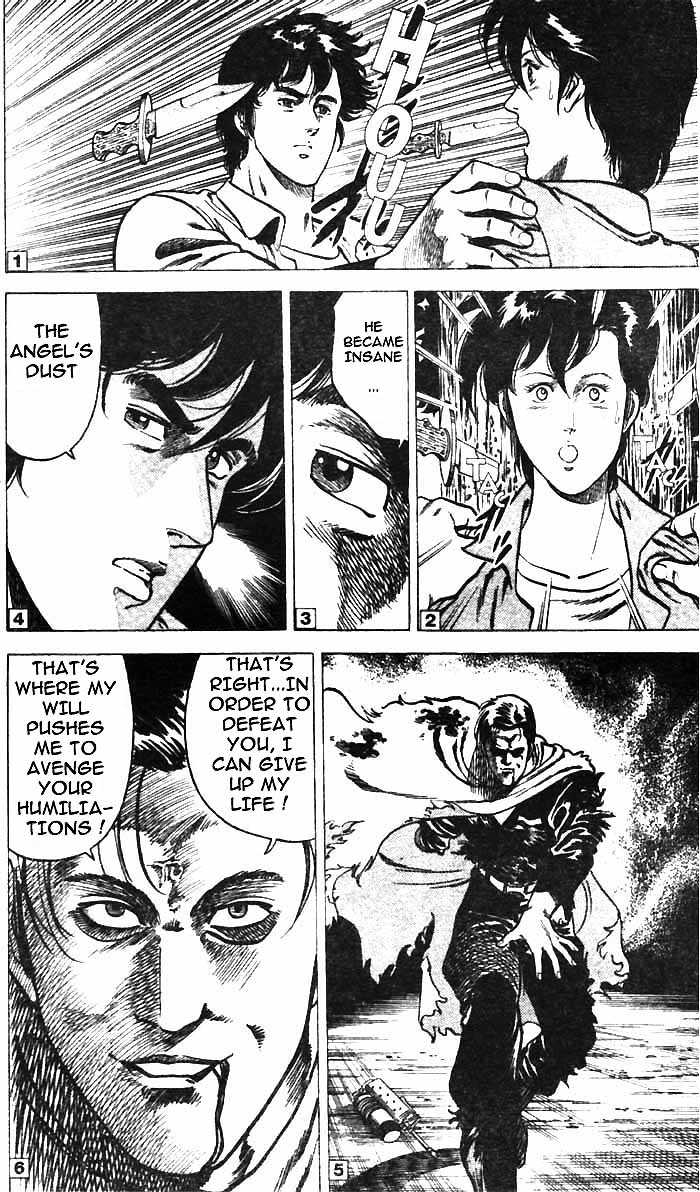 HIOUU
1
TAC
TAC
2
HE
BECAME
INSANE
...
3
THE
ANGEL'S
DUST
4
5
THAT'S
RIGHT...IN
ORDER TO
DEFEAT
YOU, I
CAN GIVE
UP MY
LIFE !
THAT'S
WHERE MY
WILL
PUSHES
ME TO
AVENGE
YOUR
HUMILIA-
TIONS !
6